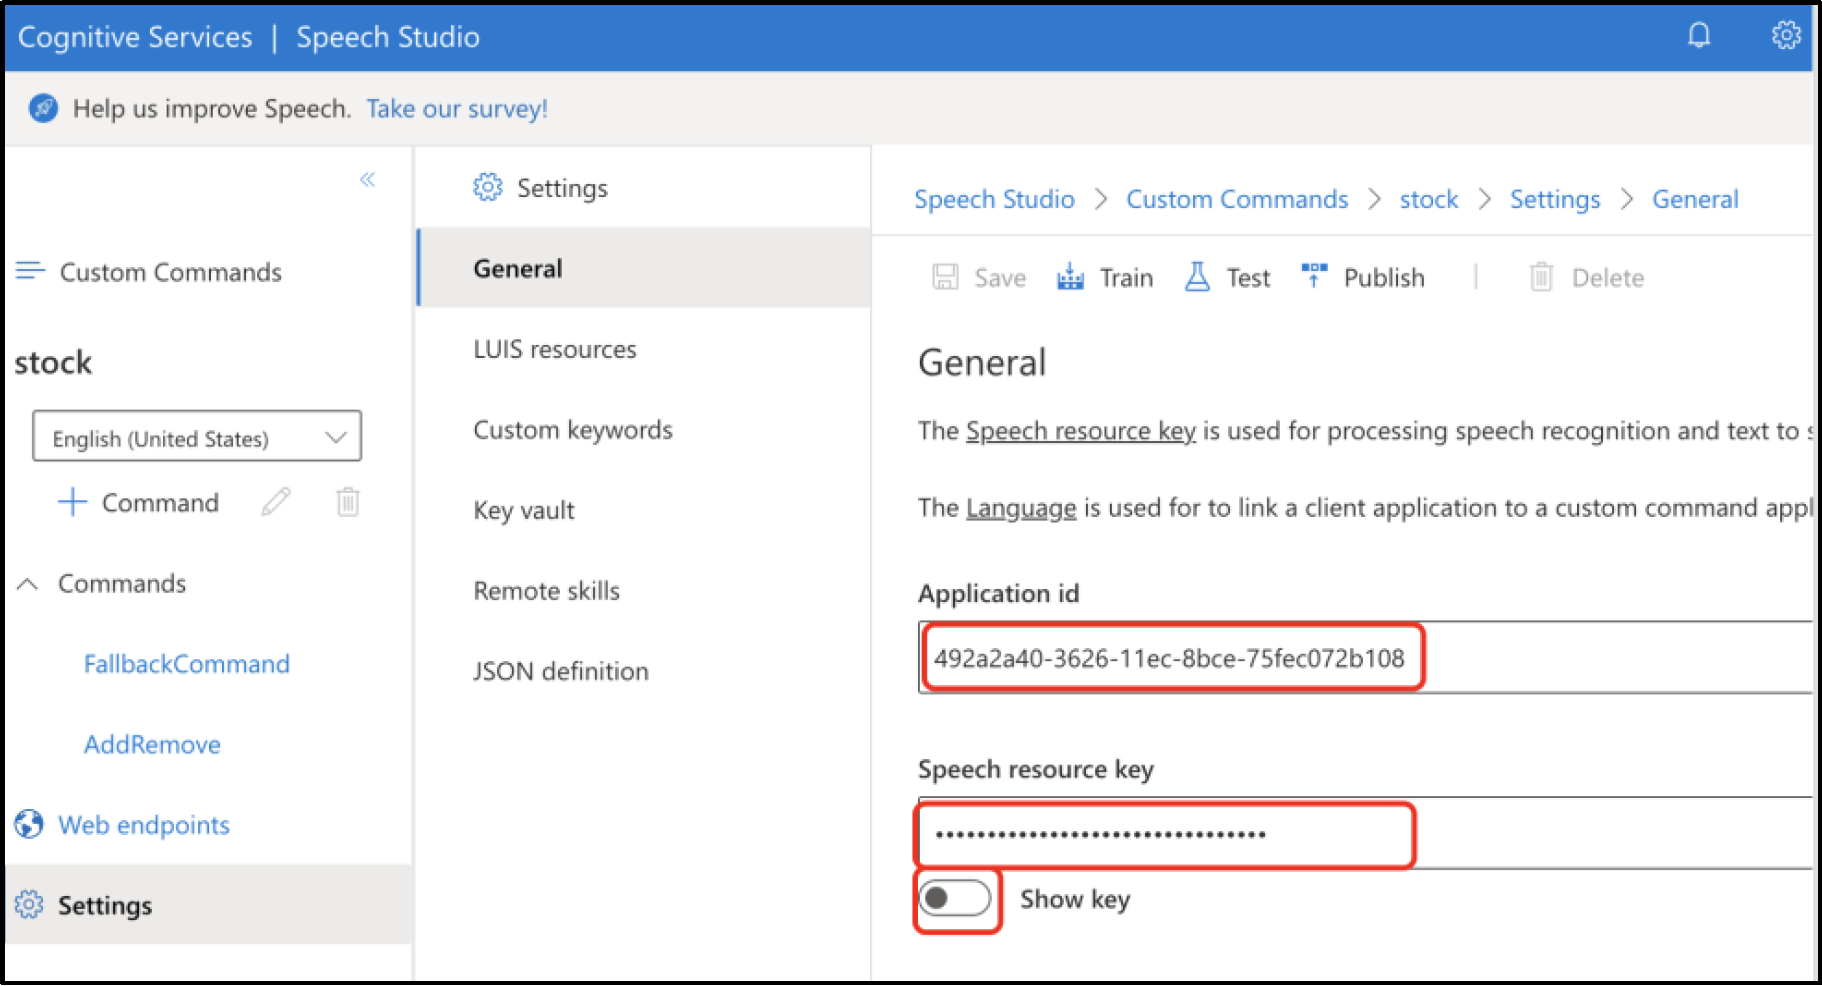 Cognitive Services | Speech Studio
Help us improve Speech. Take our survey!
Custom Commands
stock
English (United States)
Command
Commands
FallbackCommand
AddRemove
Web endpoints
Settings
Settings
General
LUIS resources
Custom keywords
Key vault
Remote skills
JSON definition
Speech Studio > Custom Commands > stock > Settings > General
Save Train Test Publish | Delete
General
The Speech resource key is used for processing speech recognition and text to
The Language is used for to link a client application to a custom command appl
Application id
492a2a40-3626-11ec-8bce-75fec072b108
Speech resource key
••••••••••••••••••••••••••••••••
Show key